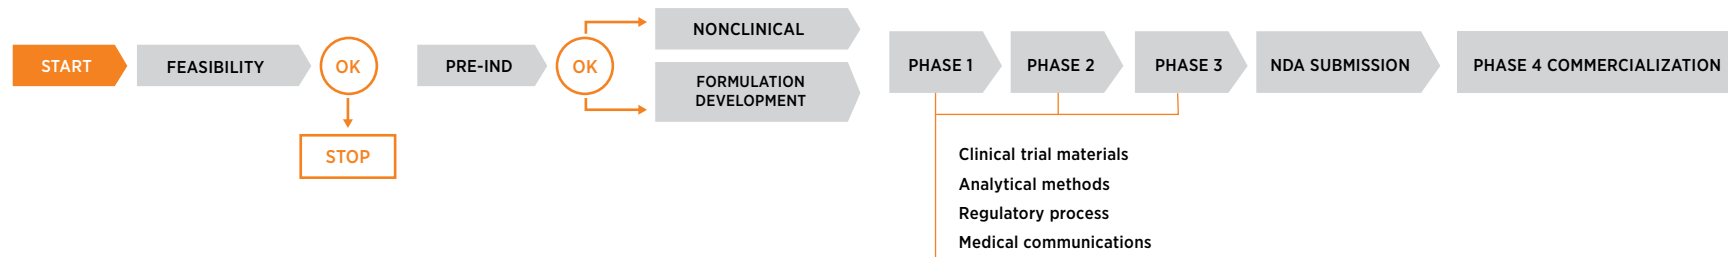 START
FEASIBILITY
OK
STOP
PRE-IND
OK
NONCLINICAL
FORMULATION
DEVELOPMENT
PHASE 1
PHASE 2
PHASE 3
NDA SUBMISSION
PHASE 4 COMMERCIALIZATION
Clinical trial materials
Analytical methods
Regulatory process
Medical communications